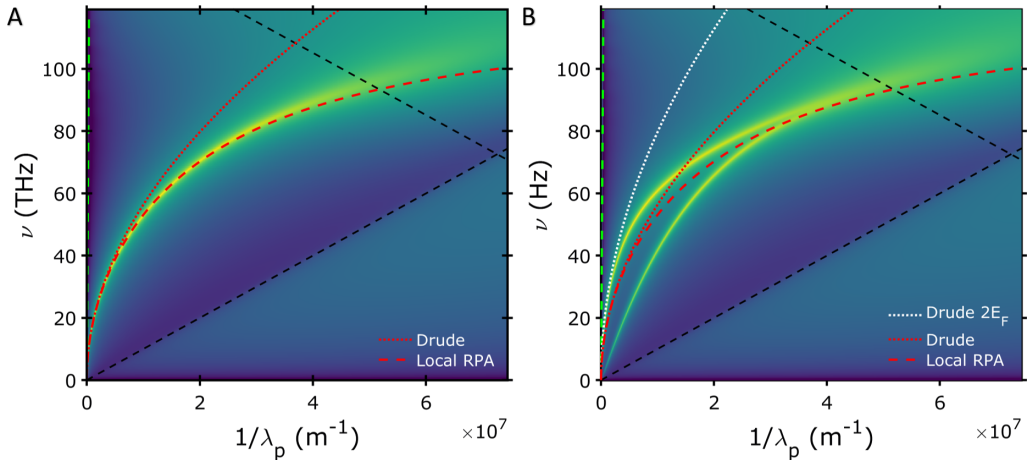 A
ν (THz)
100
80
60
40
20
0
Drude
Local RPA
0
2
4
6
1/λₚ (m⁻¹)
×10⁷
B
ν (Hz)
100
80
60
40
20
0
Drude 2E_F
Drude
Local RPA
0
2
4
6
1/λₚ (m⁻¹)
×10⁷